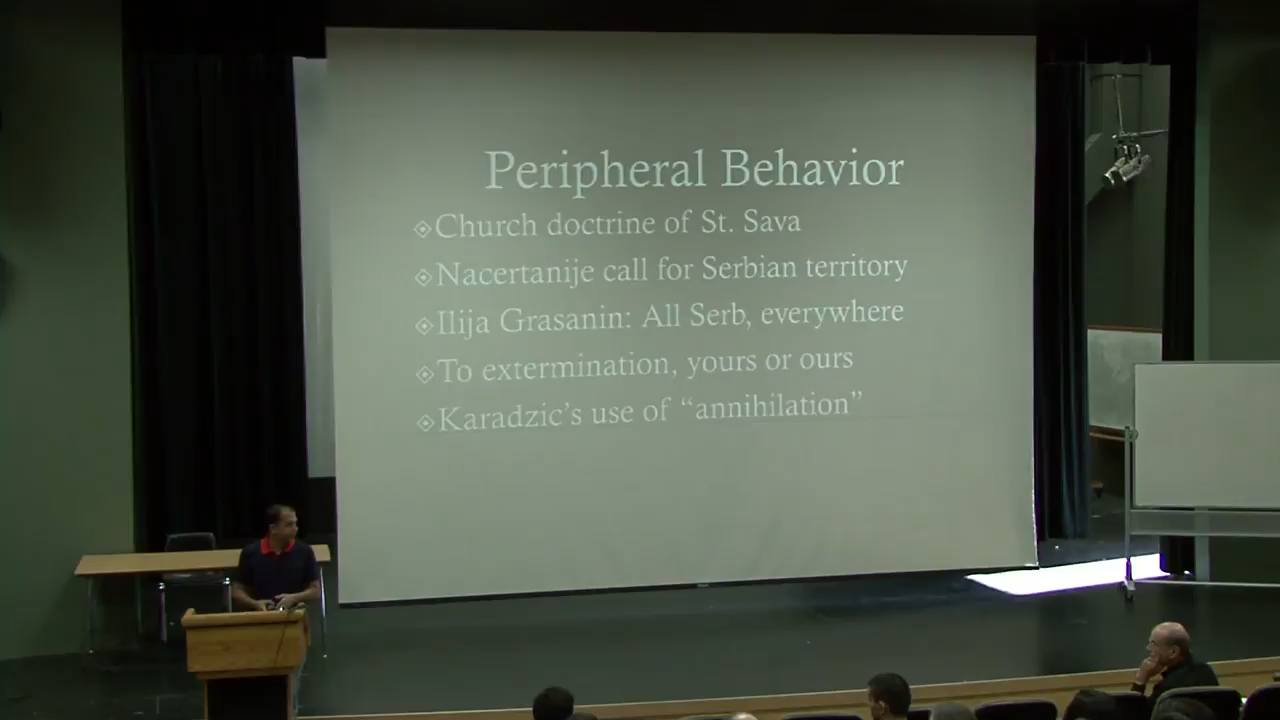 Peripheral Behavior
Church doctrine of St. Sava
Nacertanije call for Serbian territory
Ilija Grasanin: All Serb, everywhere
To extermination, yours or ours
Karadzic's use of “annihilation”